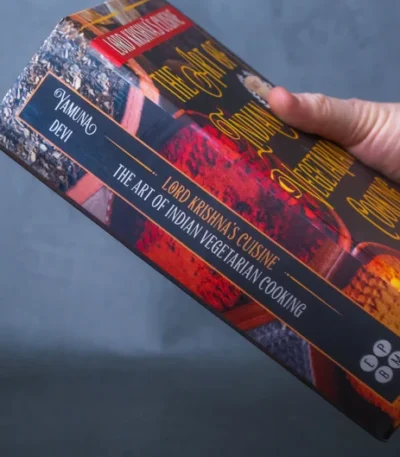 LORD KRISHNA'S CUISINE
THE ART OF
INDIAN
VEGETARIAN
COOKING
YAMUNA
DEVI
LORD KRISHNA'S CUISINE
THE ART OF INDIAN VEGETARIAN COOKING
E P
B M